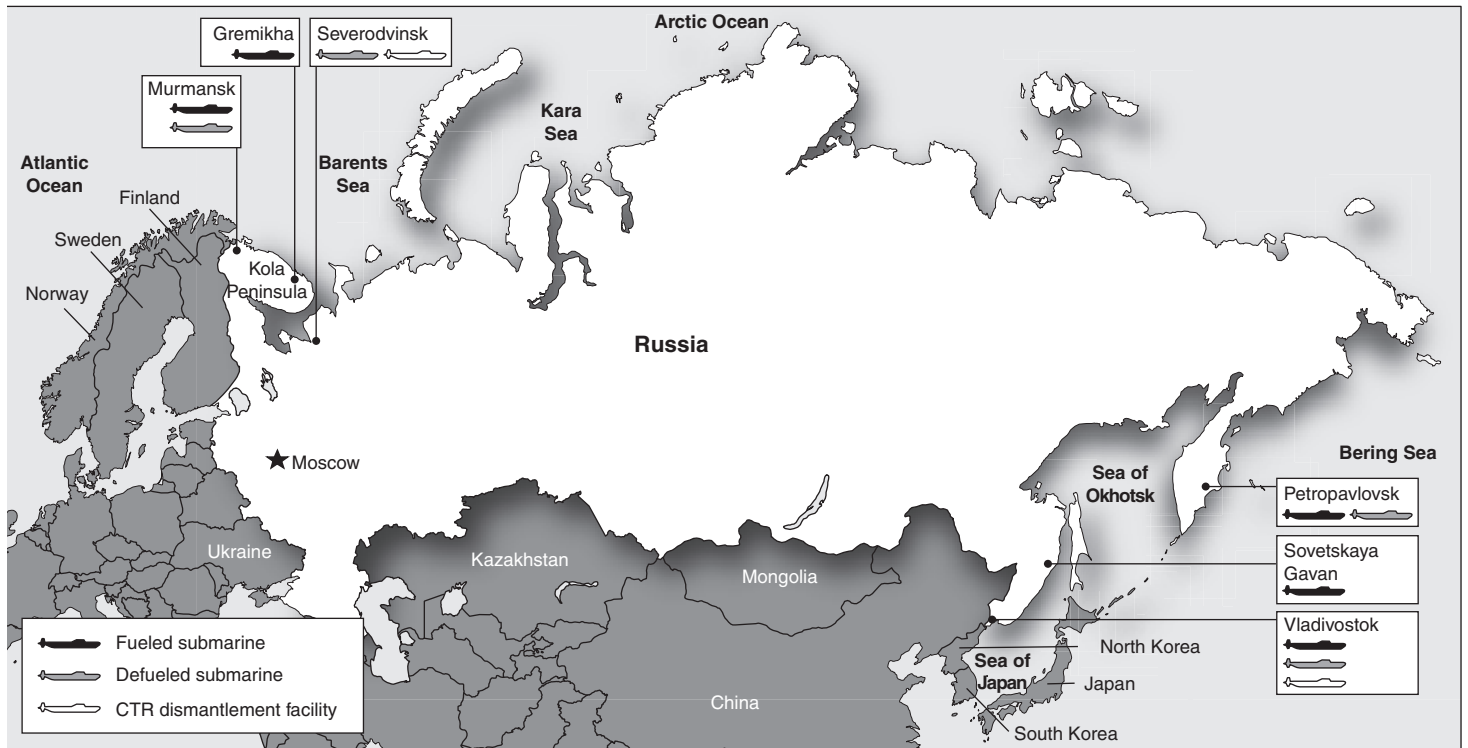 Arctic Ocean
Gremikha
Severodvinsk
Murmansk
Kara
Sea
Atlantic
Ocean
Barents
Sea
Finland
Sweden
Norway
Kola
Peninsula
Russia
Moscow
Bering Sea
Sea of
Okhotsk
Petropavlovsk
Sovetskaya
Gavan
Vladivostok
Ukraine
Kazakhstan
Mongolia
North Korea
Sea of
Japan
Japan
China
South Korea
Fueled submarine
Defueled submarine
CTR dismantlement facility